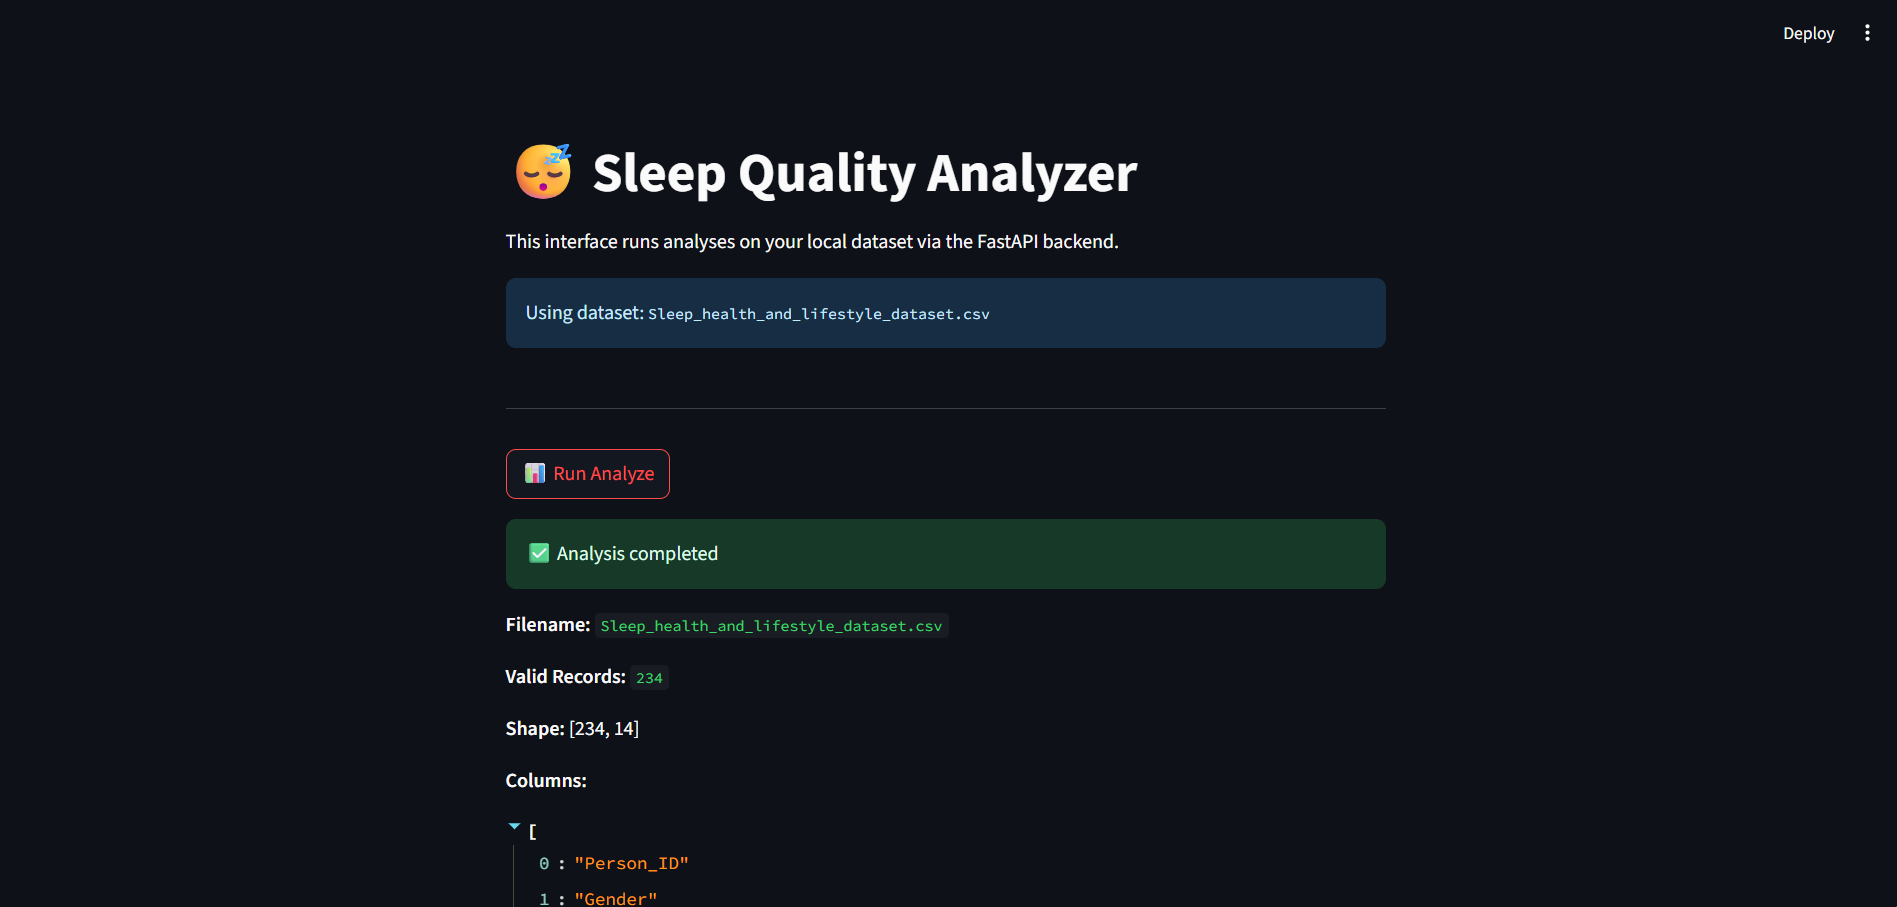 Deploy
Sleep Quality Analyzer
This interface runs analyses on your local dataset via the FastAPI backend.
Using dataset: Sleep_health_and_lifestyle_dataset.csv
Run Analyze
Analysis completed
Filename: Sleep_health_and_lifestyle_dataset.csv
Valid Records: 234
Shape: [234, 14]
Columns:
[
0 : "Person_ID"
1 : "Gender"